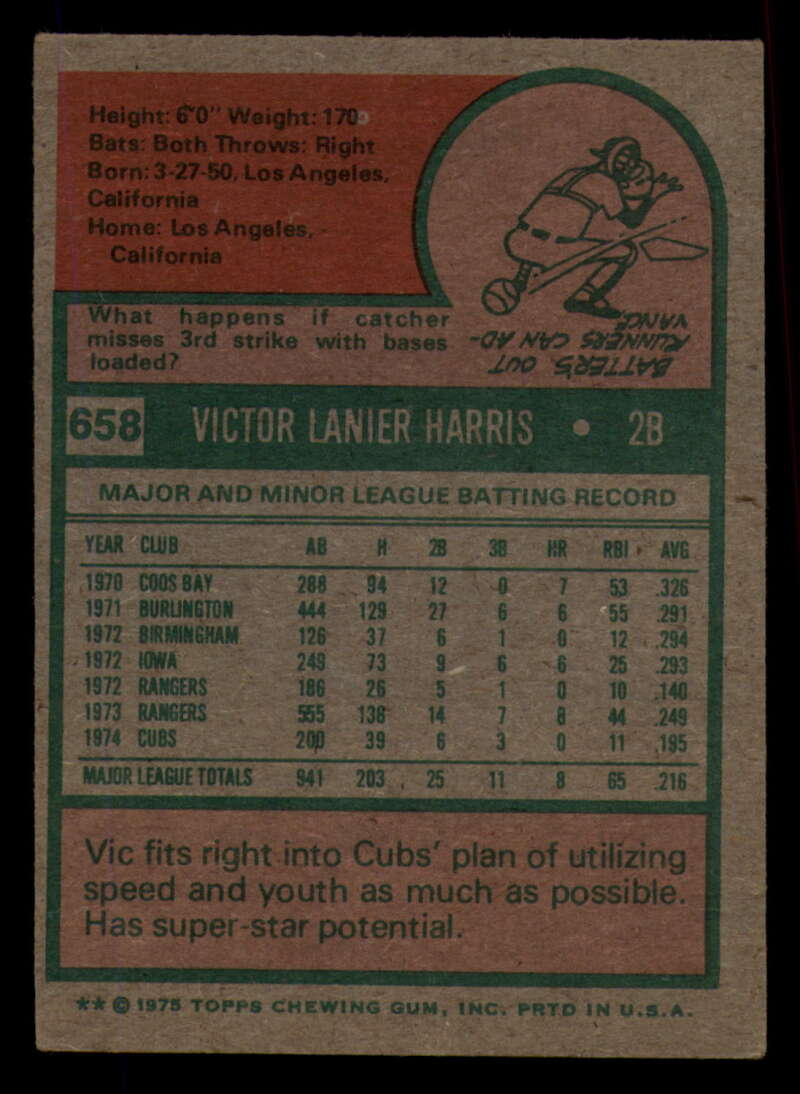 Height: 6'0" Weight: 170
Bats: Both Throws: Right
Born: 3-27-50, Los Angeles,
California
Home: Los Angeles,
California
What happens if catcher
misses 3rd strike with bases
loaded?
BATTER'S OUT
RUNNERS CAN AD-
VANCE.
658 VICTOR LANIER HARRIS • 2B
MAJOR AND MINOR LEAGUE BATTING RECORD
YEAR CLUB AB H 2B 3B HR RBI AVG
1970 COOS BAY 288 94 12 0 7 53 .326
1971 BURLINGTON 444 129 27 6 6 55 .291
1972 BIRMINGHAM 126 37 6 1 0 12 .294
1972 IOWA 249 73 9 6 6 25 .293
1972 RANGERS 186 26 5 1 0 10 .140
1973 RANGERS 555 138 14 7 8 44 .249
1974 CUBS 200 39 6 3 0 11 .195
MAJOR LEAGUE TOTALS 941 203 25 11 8 65 .216
Vic fits right into Cubs' plan of utilizing
speed and youth as much as possible.
Has super-star potential.
** © 1975 TOPPS CHEWING GUM, INC. PRTD IN U.S.A.